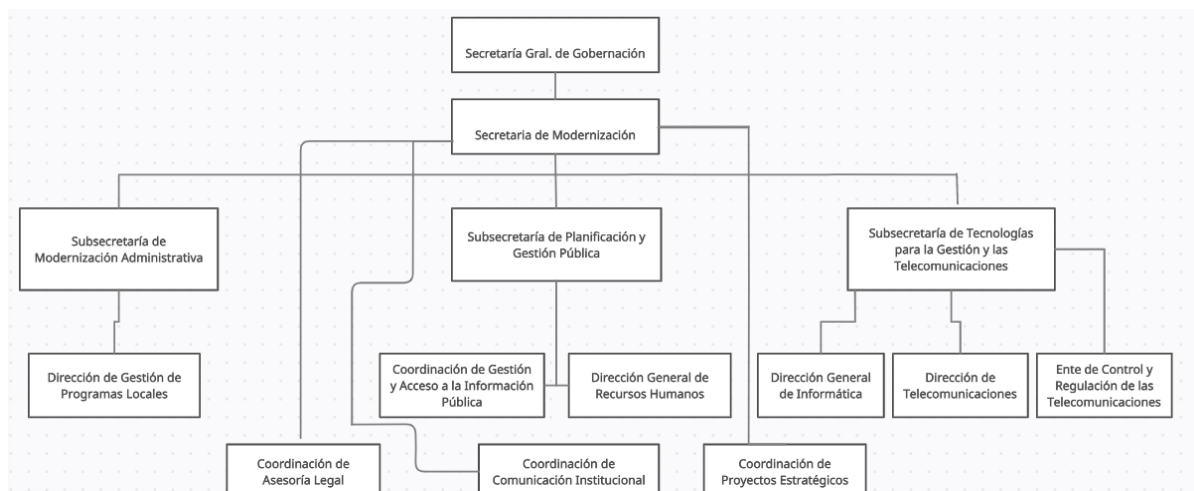 Secretaría Gral. de Gobernación
Secretaria de Modernización
Subsecretaría de
Modernización Administrativa
Subsecretaría de Planificación y
Gestión Pública
Subsecretaría de Tecnologías
para la Gestión y las
Telecomunicaciones
Dirección de Gestión de
Programas Locales
Coordinación de Gestión
y Acceso a la Información
Pública
Dirección General de
Recursos Humanos
Dirección General
de Informática
Dirección de
Telecomunicaciones
Ente de Control y
Regulación de las
Telecomunicaciones
Coordinación de
Asesoría Legal
Coordinación de
Comunicación Institucional
Coordinación de
Proyectos Estratégicos